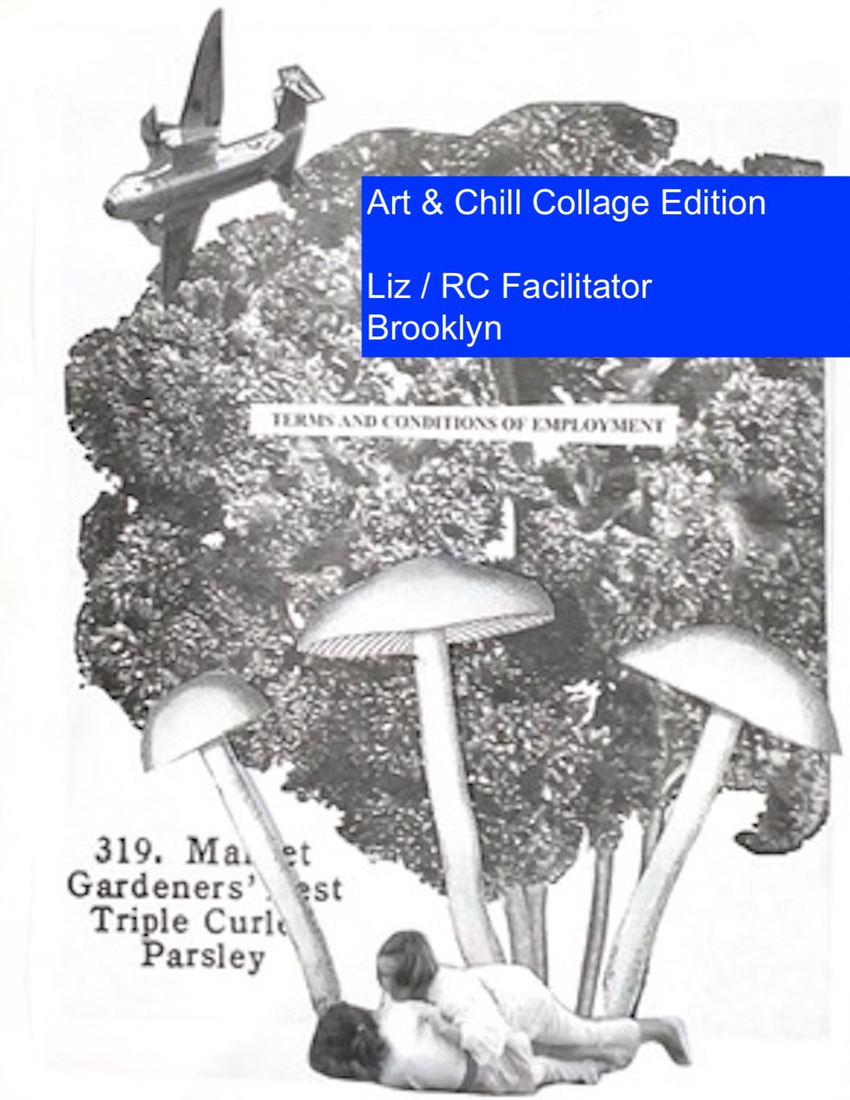 Art & Chill Collage Edition
Liz / RC Facilitator
Brooklyn
TERMS AND CONDITIONS OF EMPLOYMENT
319.
Gardeners'
Triple
Parsley